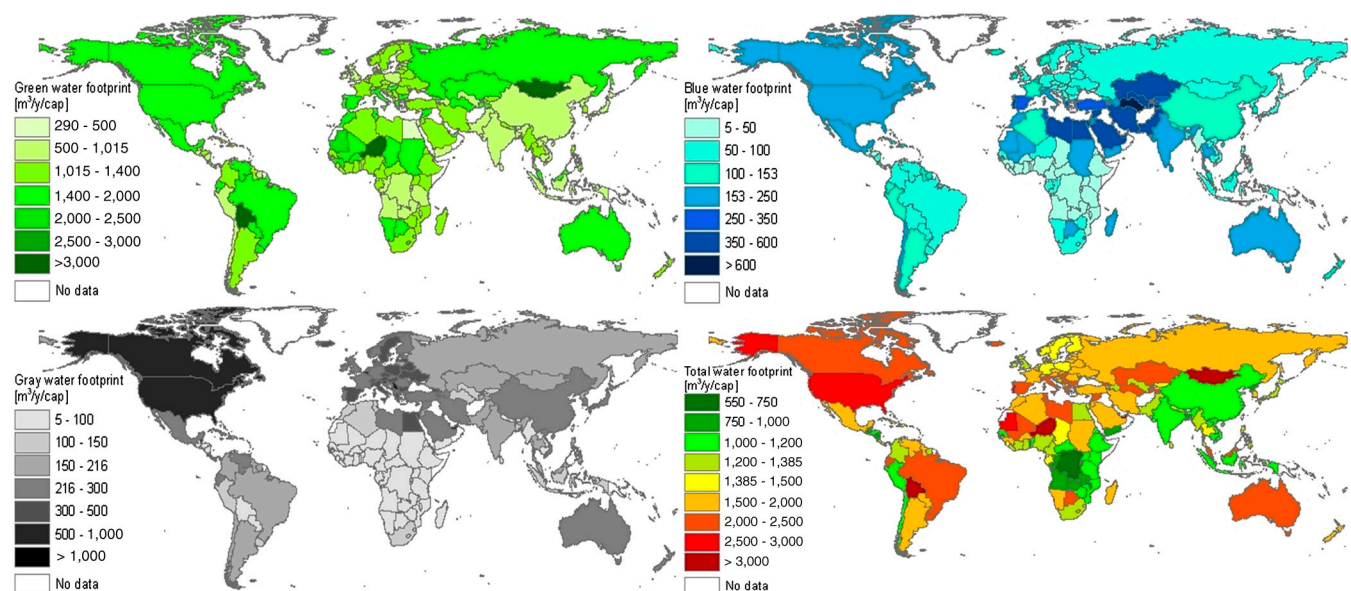 Green water footprint
[m³/y/cap]
290 - 500
500 - 1,015
1,015 - 1,400
1,400 - 2,000
2,000 - 2,500
2,500 - 3,000
>3,000
No data
Blue water footprint
[m³/y/cap]
5 - 50
50 - 100
100 - 153
153 - 250
250 - 350
350 - 600
>600
No data
Gray water footprint
[m³/y/cap]
5 - 100
100 - 150
150 - 216
216 - 300
300 - 500
500 - 1,000
> 1,000
No data
Total water footprint
[m³/y/cap]
550 - 750
750 - 1,000
1,000 - 1,200
1,200 - 1,385
1,385 - 1,500
1,500 - 2,000
2,000 - 2,500
2,500 - 3,000
> 3,000
No data